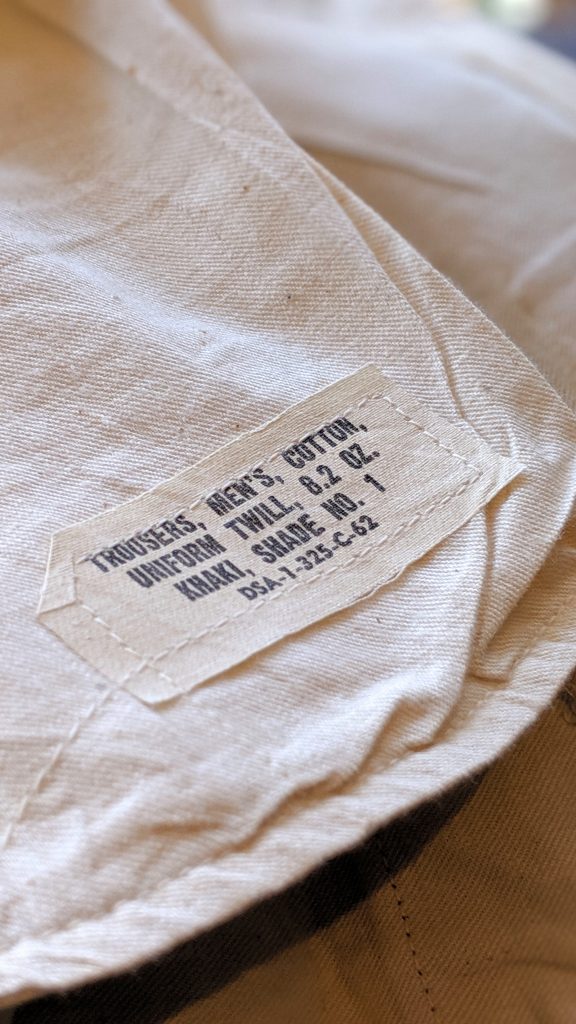 TROUSERS, MEN'S, COTTON,
UNIFORM TWILL, 8.2 OZ.
KHAKI, SHADE NO. 1
DSA-1-325-C-62